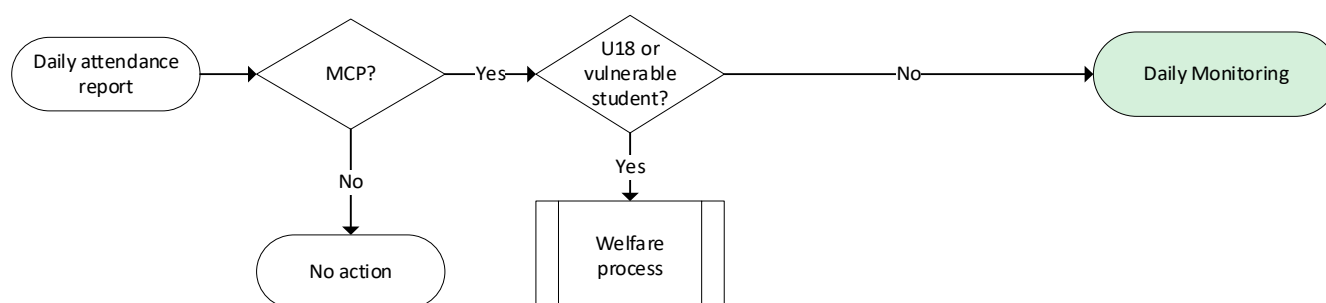 Daily attendance
report
MCP?
Yes
U18 or
vulnerable
student?
No
Daily Monitoring
No
Yes
No action
Welfare
process